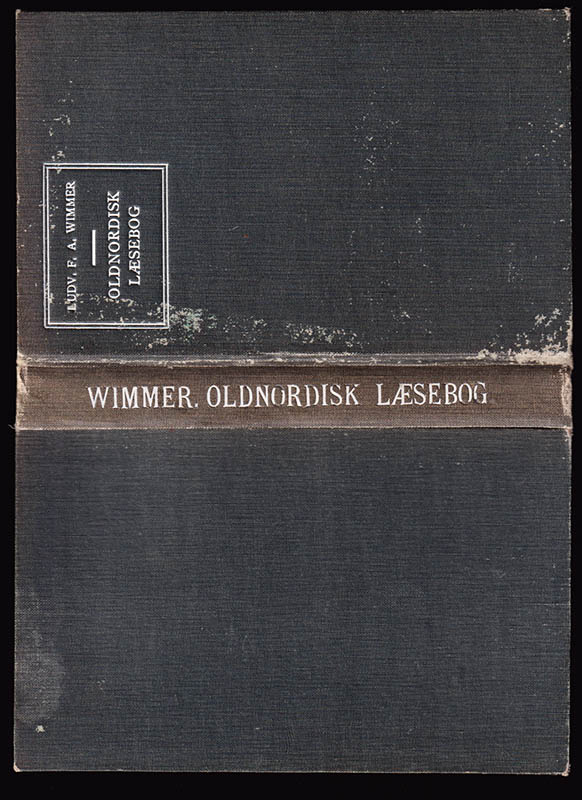 LUDV. F. A. WIMMER
OLDNORDISK
LÆSEBOG
WIMMER. OLDNORDISK LÆSEBOG